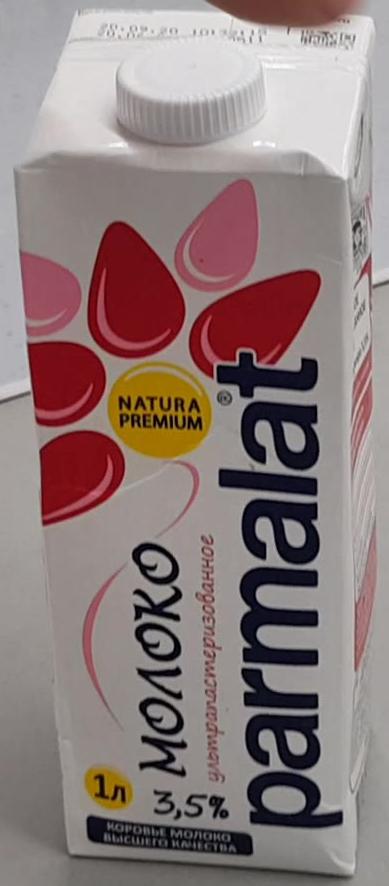 NATURA
PREMIUM
parmalat®
МОЛОКО
ультрапастеризованное
1л
3,5%
КОРОВЬЕ МОЛОКО
ВЫСШЕГО КАЧЕСТВА